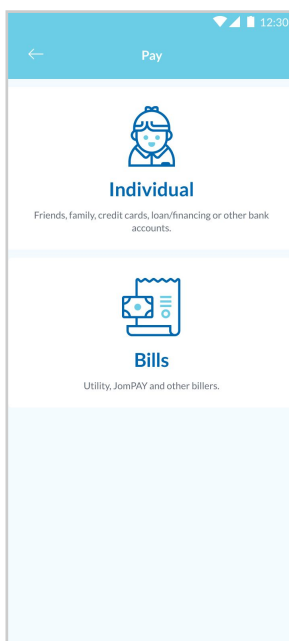 12:30
Pay
Individual
Friends, family, credit cards, loan/financing or other bank
accounts.
Bills
Utility, JomPAY and other billers.